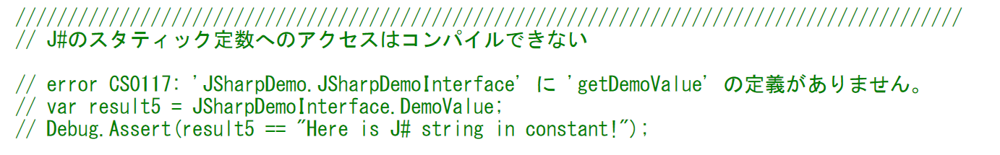 ////////////////////////////////////////////////////////////////////////////////////////////
// J#のスタティック定数へのアクセスはコンパイルできない
// error CS0117: 'JSharpDemo.JSharpDemoInterface' に 'getDemoValue' の定義がありません。
// var result5 = JSharpDemoInterface.DemoValue;
// Debug.Assert(result5 == "Here is J# string in constant!");